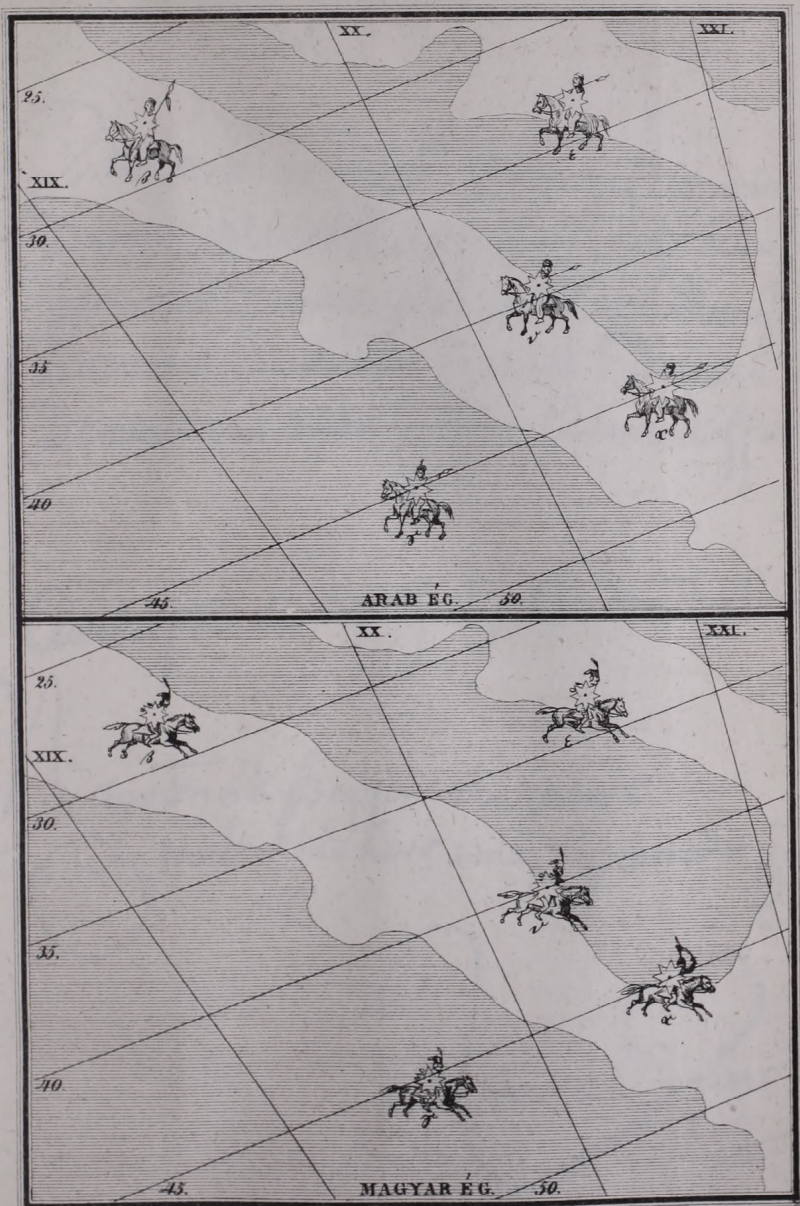 XX. XXI.
25.
β ε
XIX.
30.
ν
35
α
40
γ
45. ARAB ÉG. 50.
XX. XXI.
25.
β ε
XIX.
30.
ν
35.
α
40.
γ
45. MAGYAR ÉG. 50.